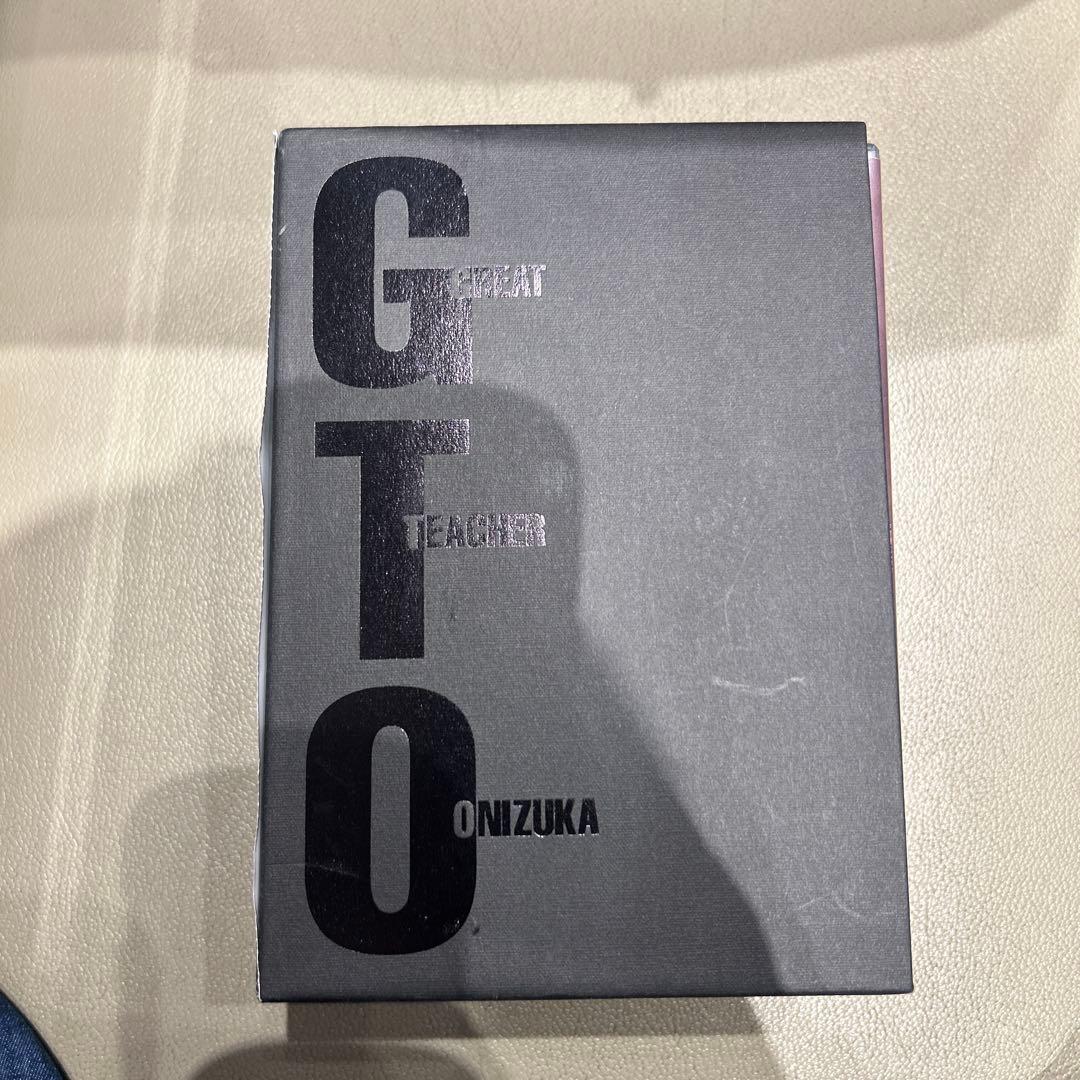 G
GREAT
T
TEACHER
O
ONIZUKA